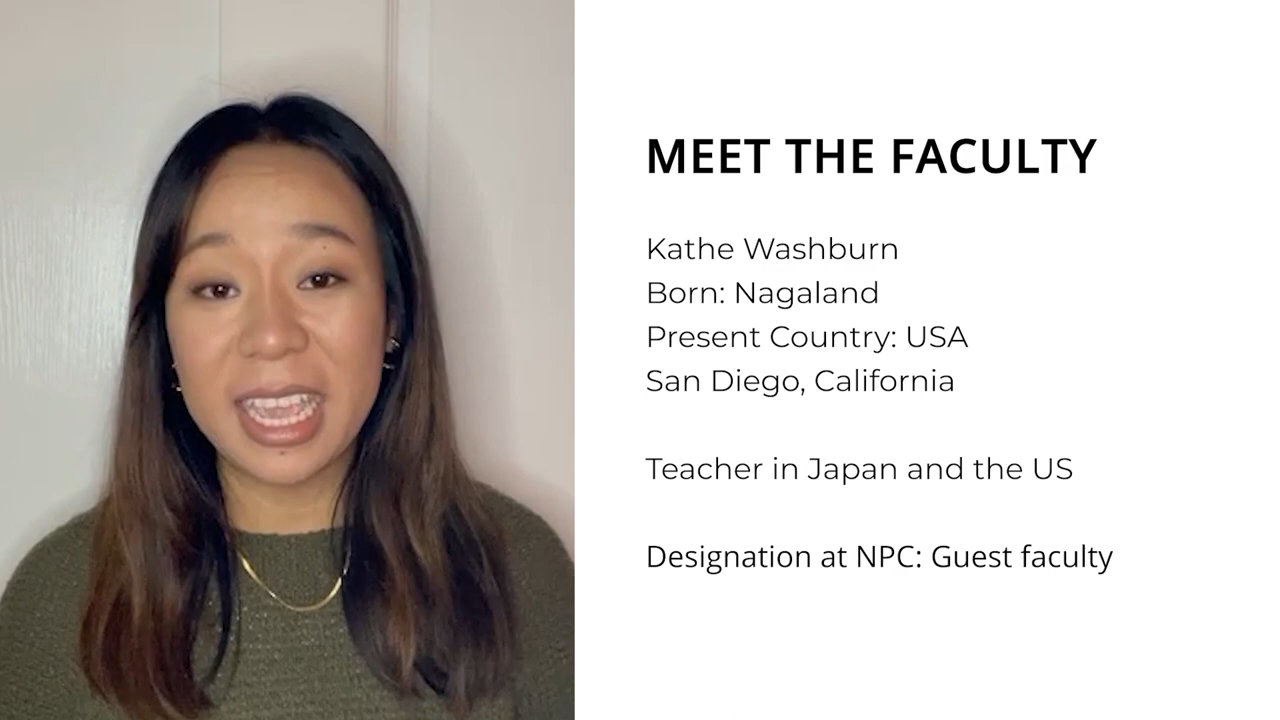 MEET THE FACULTY
Kathe Washburn
Born: Nagaland
Present Country: USA
San Diego, California
Teacher in Japan and the US
Designation at NPC: Guest faculty